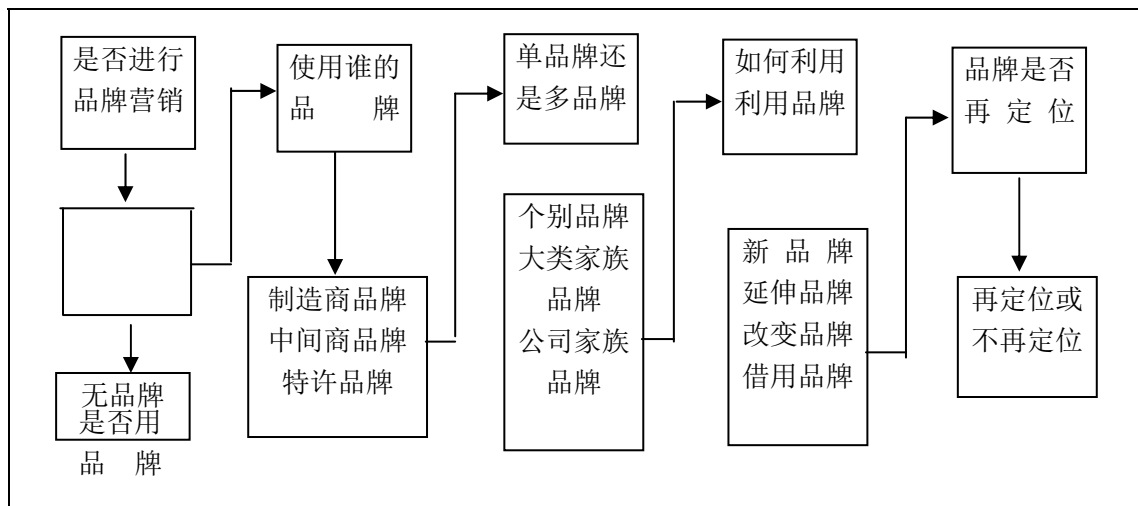 是否进行
品牌营销
无品牌
是否用
品 牌
使用谁的
品 牌
制造商品牌
中间商品牌
特许品牌
单品牌还
是多品牌
个别品牌
大类家族
品牌
公司家族
品牌
如何利用
利用品牌
新 品 牌
延伸品牌
改变品牌
借用品牌
品牌是否
再 定 位
再定位或
不再定位